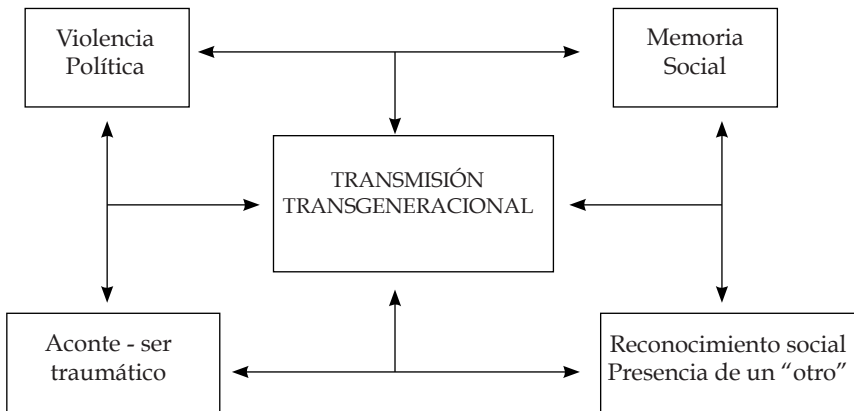 Violencia
Política
Memoria
Social
TRANSMISIÓN
TRANSGENERACIONAL
Aconte - ser
traumático
Reconocimiento social
Presencia de un “otro”